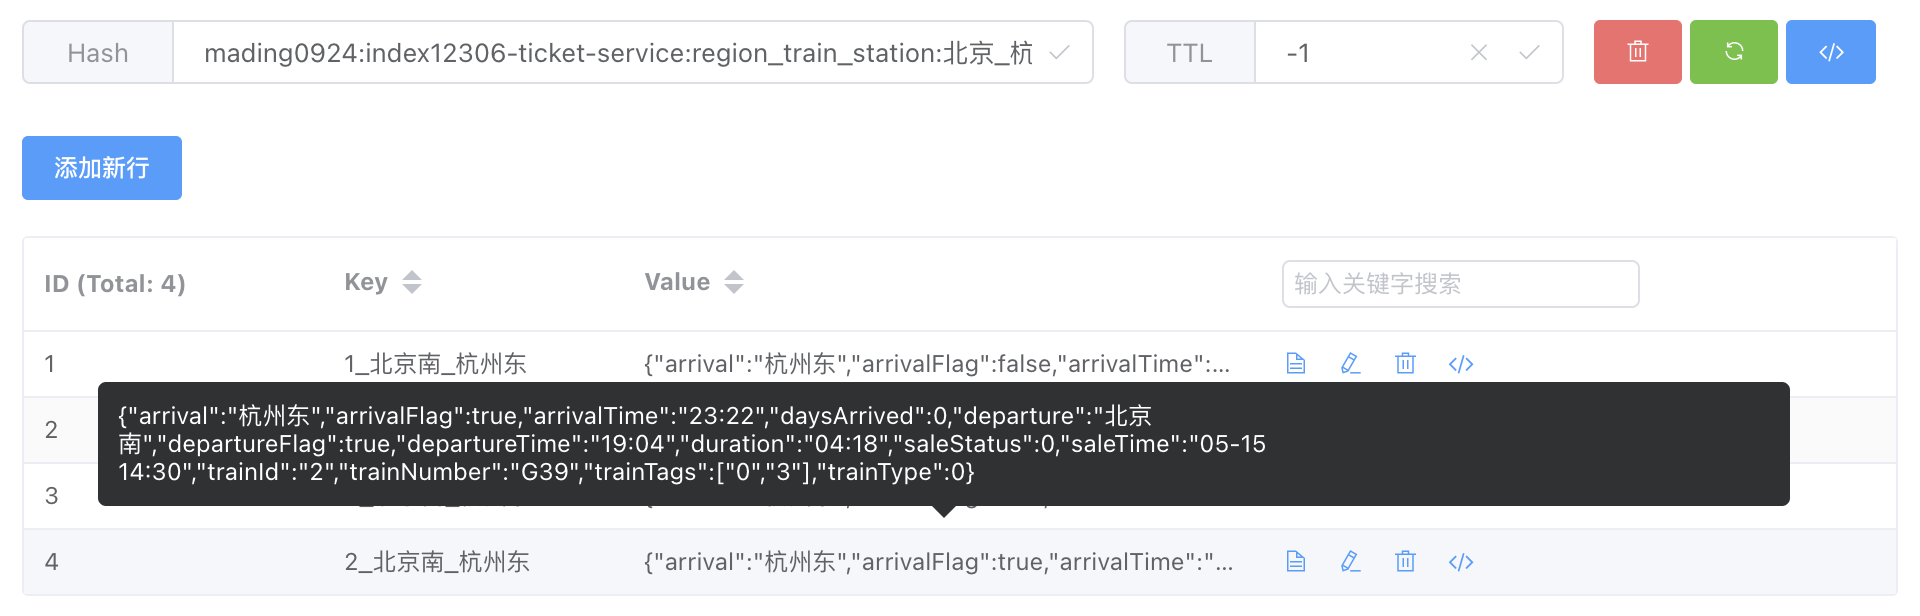 Hash mading0924:index12306-ticket-service:region_train_station:北京_杭 TTL -1
添加新行
ID (Total: 4) Key Value 输入关键字搜索
1 1_北京南_杭州东 {"arrival":"杭州东","arrivalFlag":false,"arrivalTime":...
2
3
{"arrival":"杭州东","arrivalFlag":true,"arrivalTime":"23:22","daysArrived":0,"departure":"北京
南","departureFlag":true,"departureTime":"19:04","duration":"04:18","saleStatus":0,"saleTime":"05-15
14:30","trainId":"2","trainNumber":"G39","trainTags":["0","3"],"trainType":0}
4 2_北京南_杭州东 {"arrival":"杭州东","arrivalFlag":true,"arrivalTime":"...